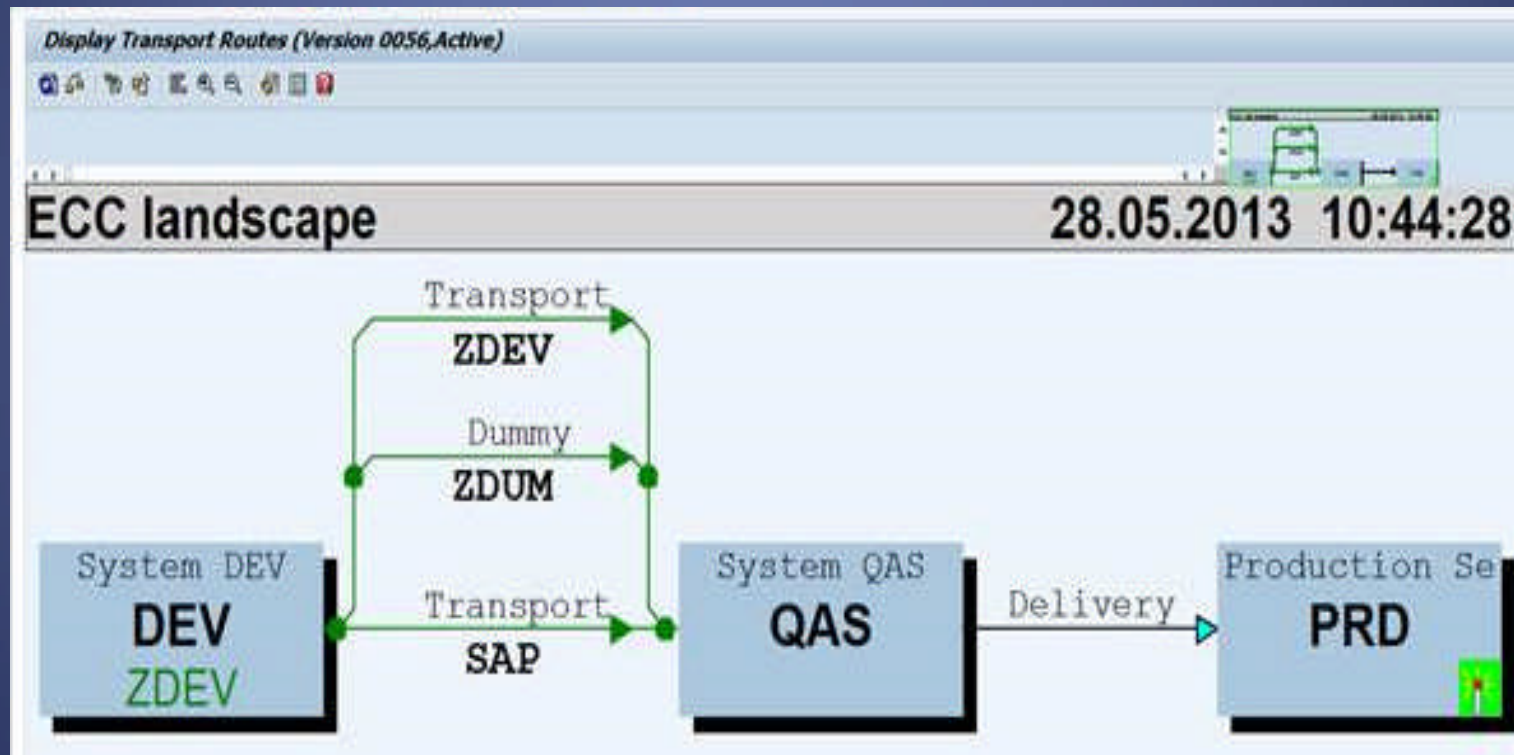 Display Transport Routes (Version 0056,Active)
ECC landscape 28.05.2013 10:44:28
Transport
ZDEV
Dummy
ZDUM
System DEV
DEV
ZDEV
Transport
SAP
System QAS
QAS
Delivery
Production Se
PRD